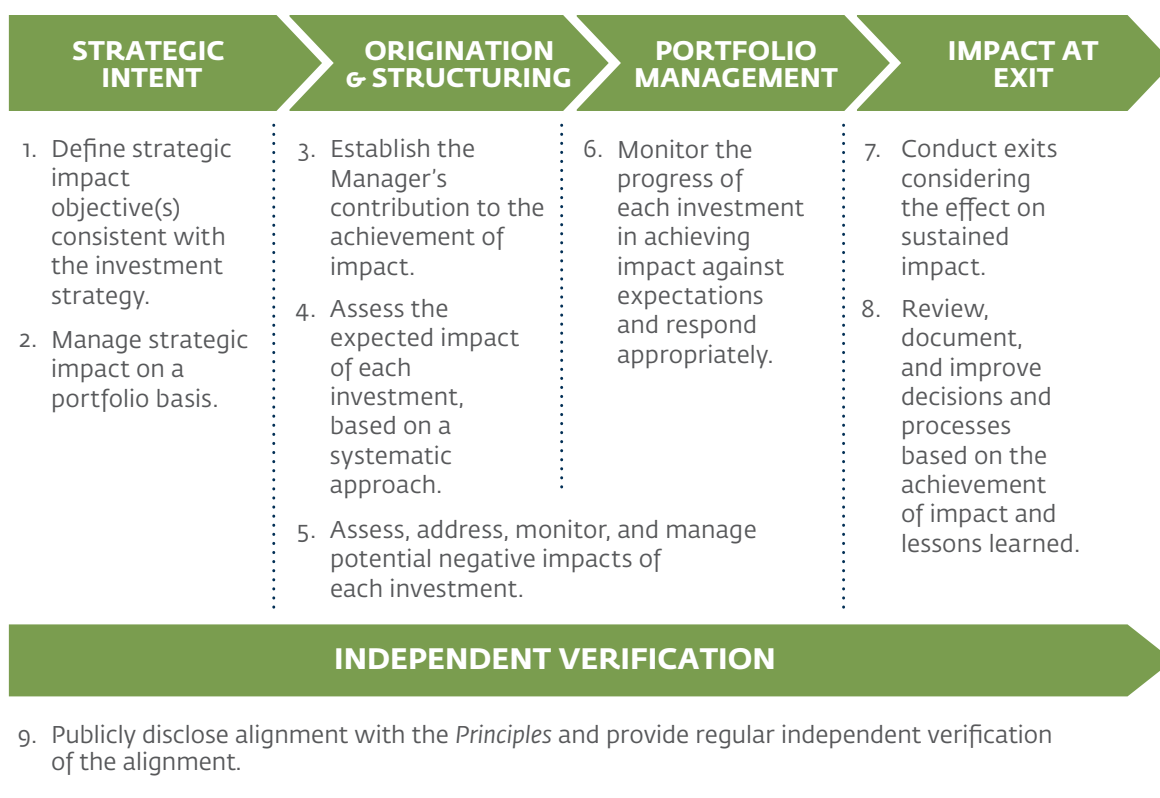 STRATEGIC
INTENT
ORIGINATION
& STRUCTURING
PORTFOLIO
MANAGEMENT
IMPACT AT
EXIT
1. Define strategic
impact
objective(s)
consistent with
the investment
strategy.
2. Manage strategic
impact on a
portfolio basis.
3. Establish the
Manager’s
contribution to the
achievement of
impact.
4. Assess the
expected impact
of each
investment,
based on a
systematic
approach.
5. Assess, address, monitor, and manage
potential negative impacts of
each investment.
6. Monitor the
progress of
each investment
in achieving
impact against
expectations
and respond
appropriately.
7. Conduct exits
considering
the effect on
sustained
impact.
8. Review,
document,
and improve
decisions and
processes
based on the
achievement
of impact and
lessons learned.
INDEPENDENT VERIFICATION
9. Publicly disclose alignment with the Principles and provide regular independent verification
of the alignment.